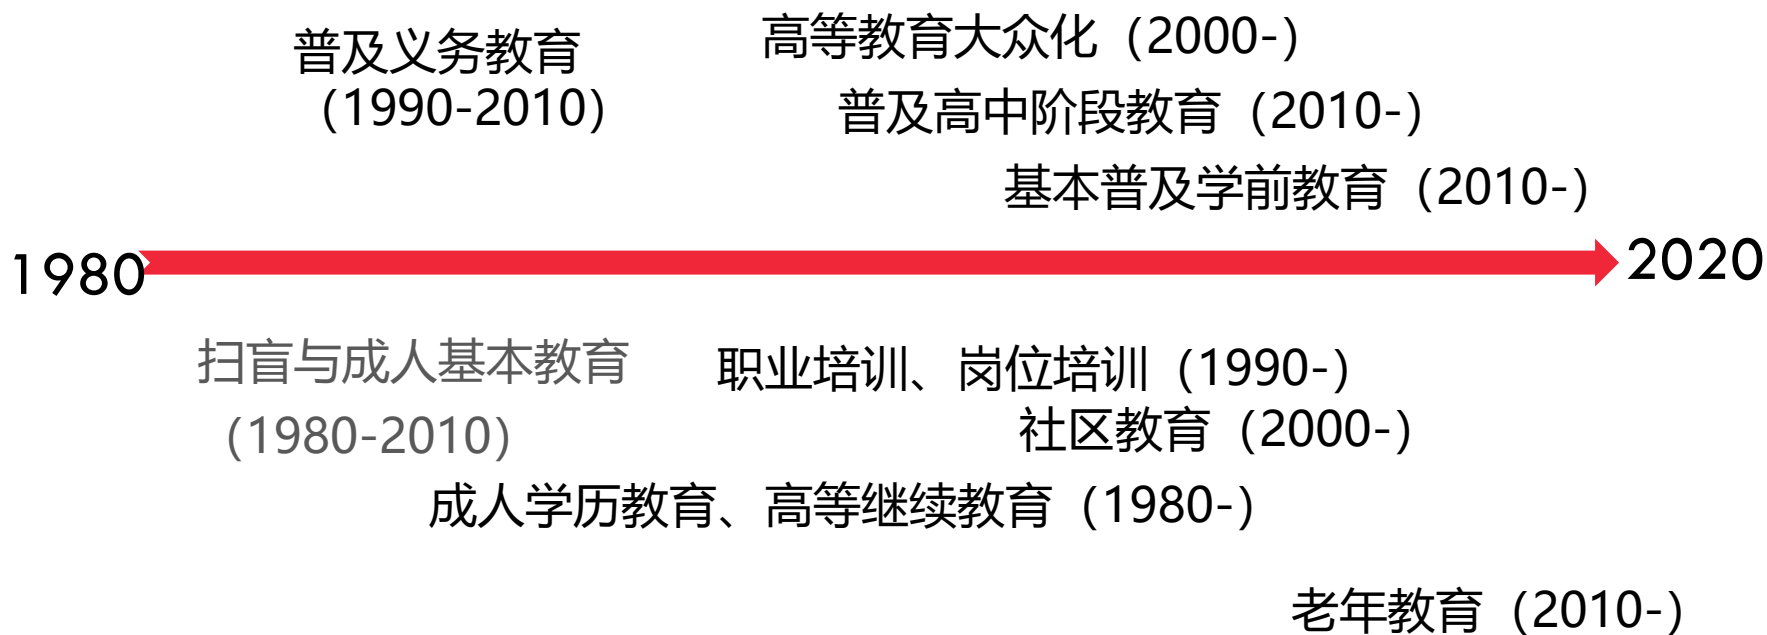 普及义务教育
（1990-2010）
高等教育大众化（2000-）
普及高中阶段教育（2010-）
基本普及学前教育（2010-）
1980
2020
扫盲与成人基本教育
（1980-2010）
职业培训、岗位培训（1990-）
社区教育（2000-）
成人学历教育、高等继续教育（1980-）
老年教育（2010-）